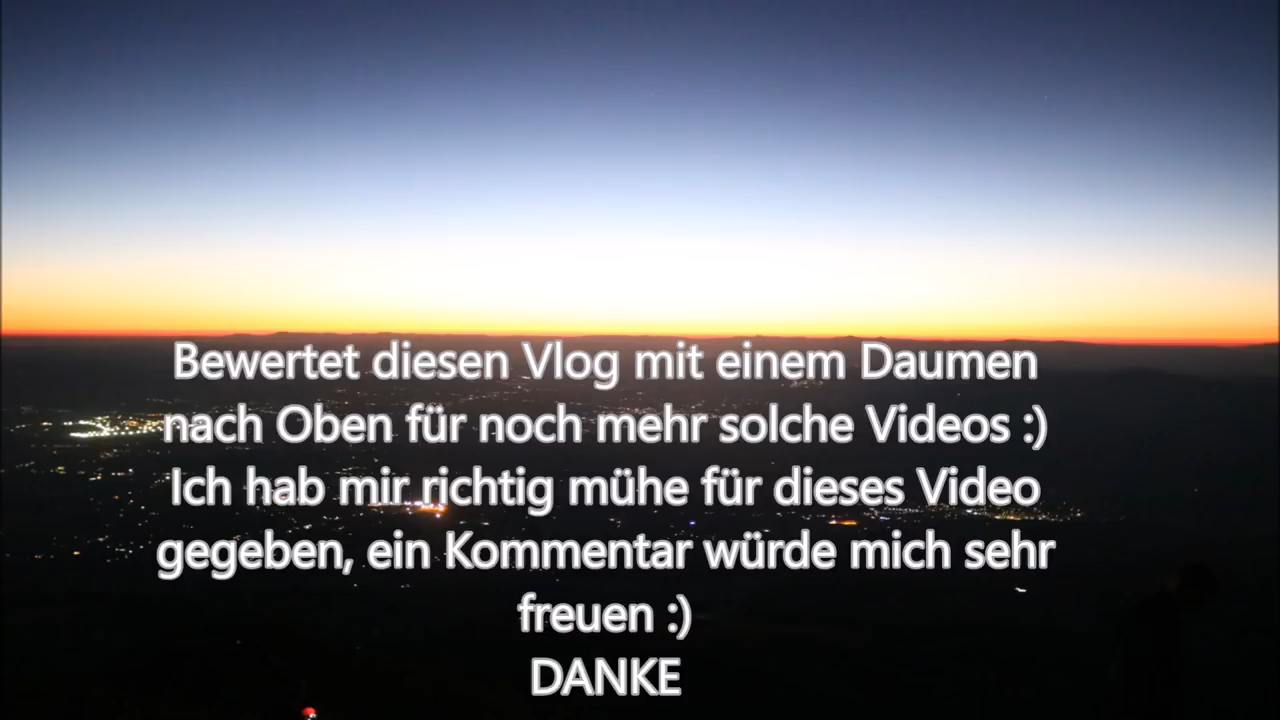 Bewertet diesen Vlog mit einem Daumen
nach Oben für noch mehr solche Videos :)
Ich hab mir richtig mühe für dieses Video
gegeben, ein Kommentar würde mich sehr
freuen :)
DANKE